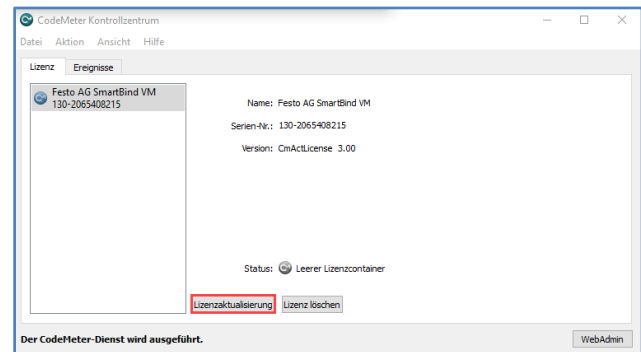 CodeMeter Kontrollzentrum
Datei Aktion Ansicht Hilfe
Lizenz Ereignisse
Festo AG SmartBind VM
130-2065408215
Name: Festo AG SmartBind VM
Serien-Nr.: 130-2065408215
Version: CmActLicense 3.00
Status: Leerer Lizenzcontainer
Lizenzaktualisierung Lizenz löschen
Der CodeMeter-Dienst wird ausgeführt. WebAdmin